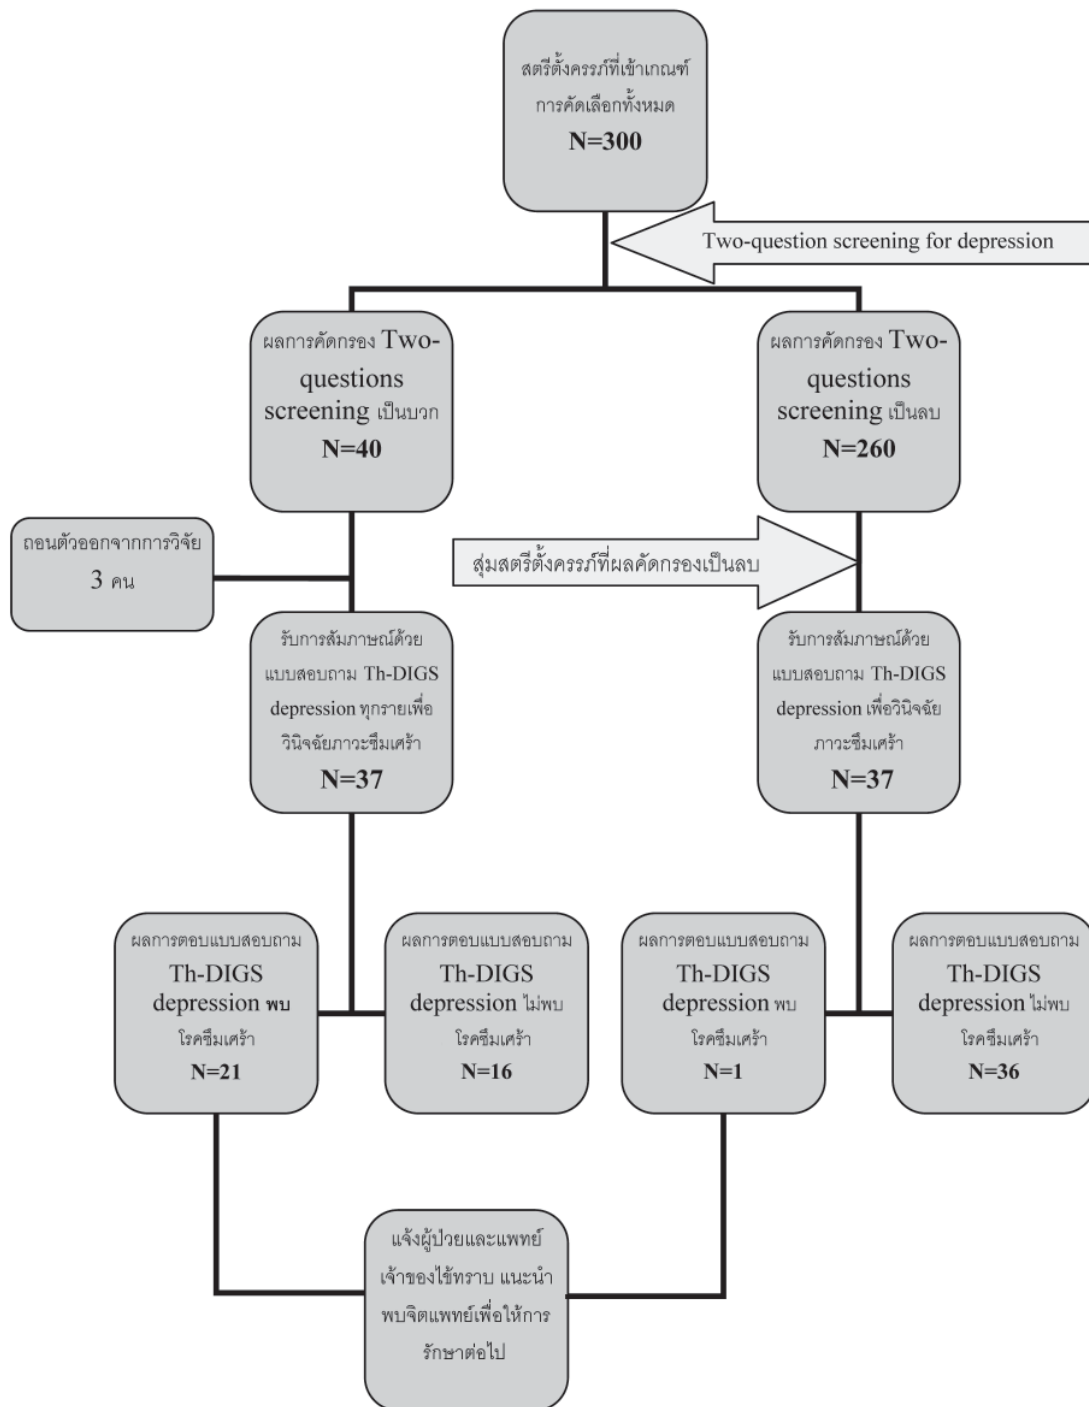 สตรีตั้งครรภ์ที่เข้าเกณฑ์
การคัดเลือกทั้งหมด
N=300
Two-question screening for depression
ผลการคัดกรอง Two-
questions
screening เป็นบวก
N=40
ผลการคัดกรอง Two-
questions
screening เป็นลบ
N=260
ถอนตัวออกจากการวิจัย
3 คน
สุ่มสตรีตั้งครรภ์ที่ผลคัดกรองเป็นลบ
รับการสัมภาษณ์ด้วย
แบบสอบถาม Th-DIGS
depression ทุกรายเพื่อ
วินิจฉัยภาวะซึมเศร้า
N=37
รับการสัมภาษณ์ด้วย
แบบสอบถาม Th-DIGS
depression เพื่อวินิจฉัย
ภาวะซึมเศร้า
N=37
ผลการตอบแบบสอบถาม
Th-DIGS
depression พบ
โรคซึมเศร้า
N=21
ผลการตอบแบบสอบถาม
Th-DIGS
depression ไม่พบ
โรคซึมเศร้า
N=16
ผลการตอบแบบสอบถาม
Th-DIGS
depression พบ
โรคซึมเศร้า
N=1
ผลการตอบแบบสอบถาม
Th-DIGS
depression ไม่พบ
โรคซึมเศร้า
N=36
แจ้งผู้ป่วยและแพทย์
เจ้าของไข้ทราบ แนะนำ
พบจิตแพทย์เพื่อให้การ
รักษาต่อไป